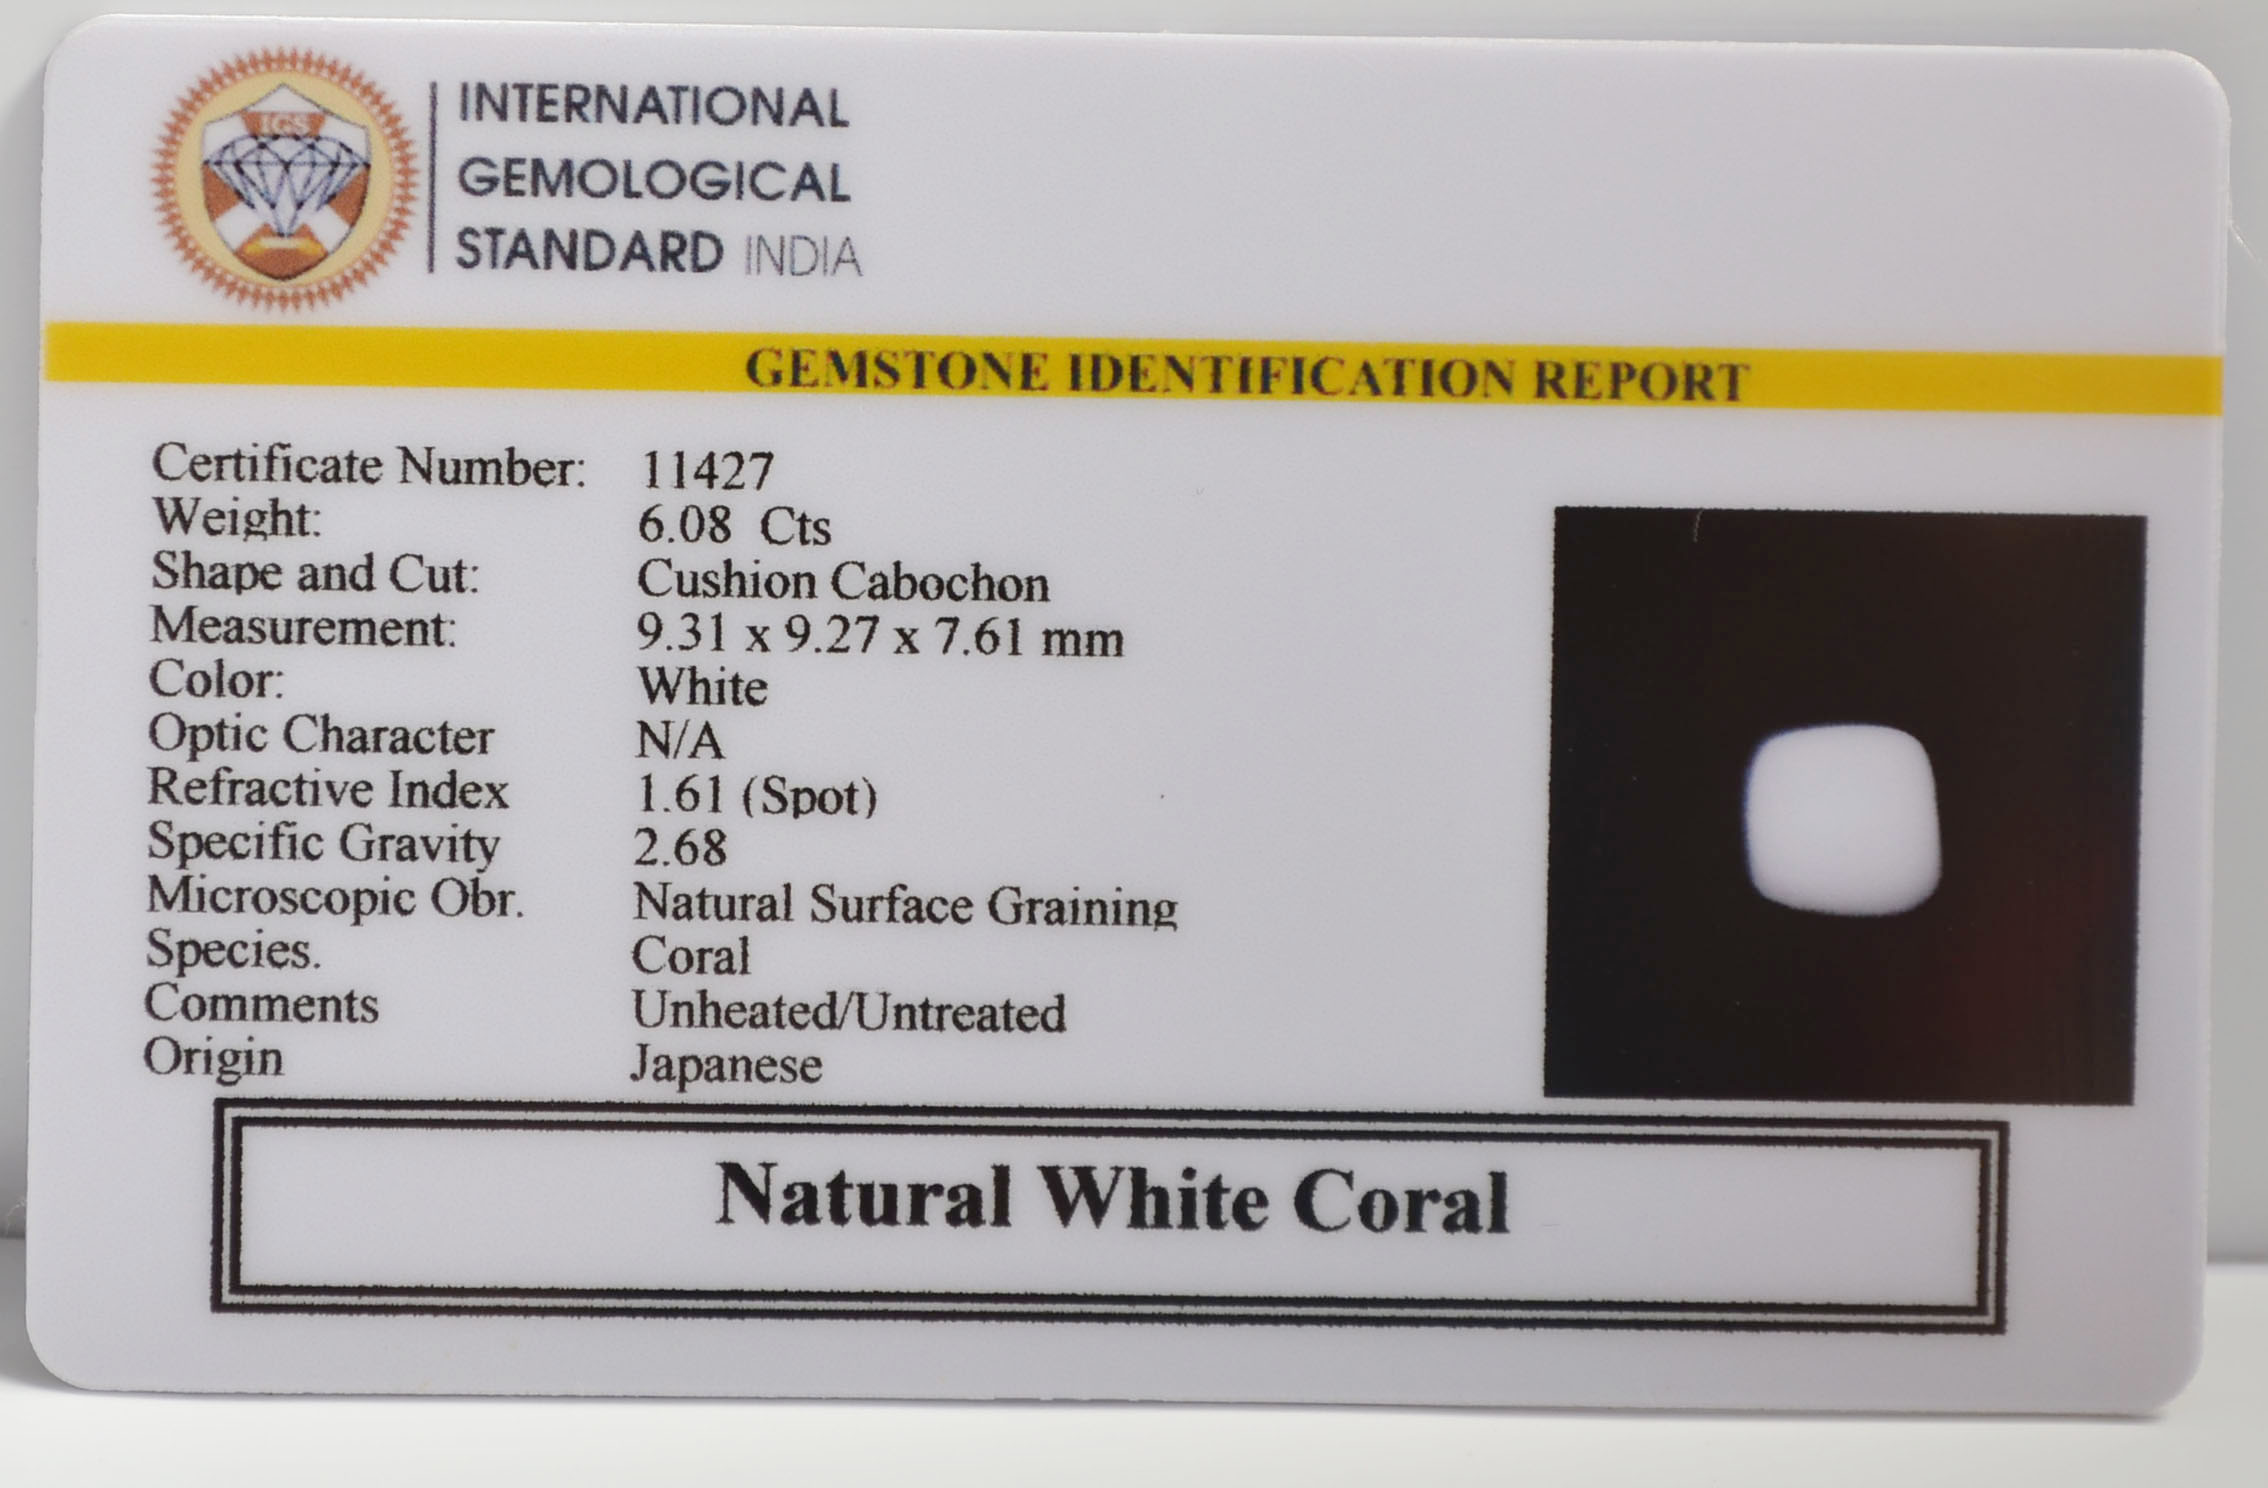 IGS
INTERNATIONAL
GEMOLOGICAL
STANDARD INDIA
GEMSTONE IDENTIFICATION REPORT
Certificate Number: 11427
Weight: 6.08 Cts
Shape and Cut: Cushion Cabochon
Measurement: 9.31 x 9.27 x 7.61 mm
Color: White
Optic Character N/A
Refractive Index 1.61 (Spot)
Specific Gravity 2.68
Microscopic Obr. Natural Surface Graining
Species. Coral
Comments Unheated/Untreated
Origin Japanese
Natural White Coral